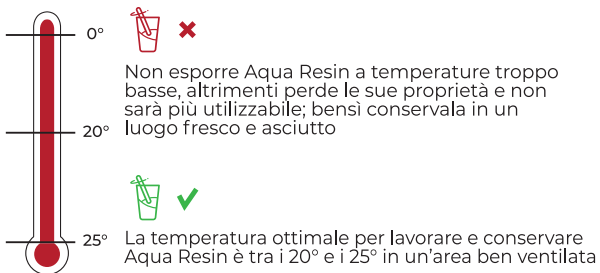 0°
Non esporre Aqua Resin a temperature troppo
basse, altrimenti perde le sue proprietà e non
sarà più utilizzabile; bensì conservala in un
luogo fresco e asciutto
20°
25°
La temperatura ottimale per lavorare e conservare
Aqua Resin è tra i 20° e i 25° in un'area ben ventilata